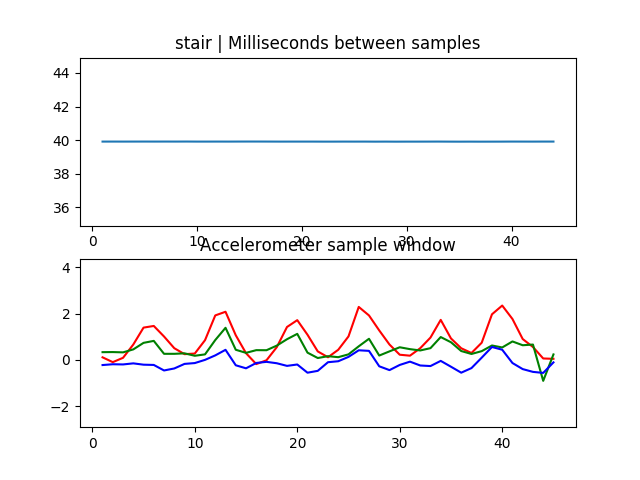 stair | Milliseconds between samples
44
42
40
38
36
0 10 20 30 40
Accelerometer sample window
4
2
0
−2
0 10 20 30 40